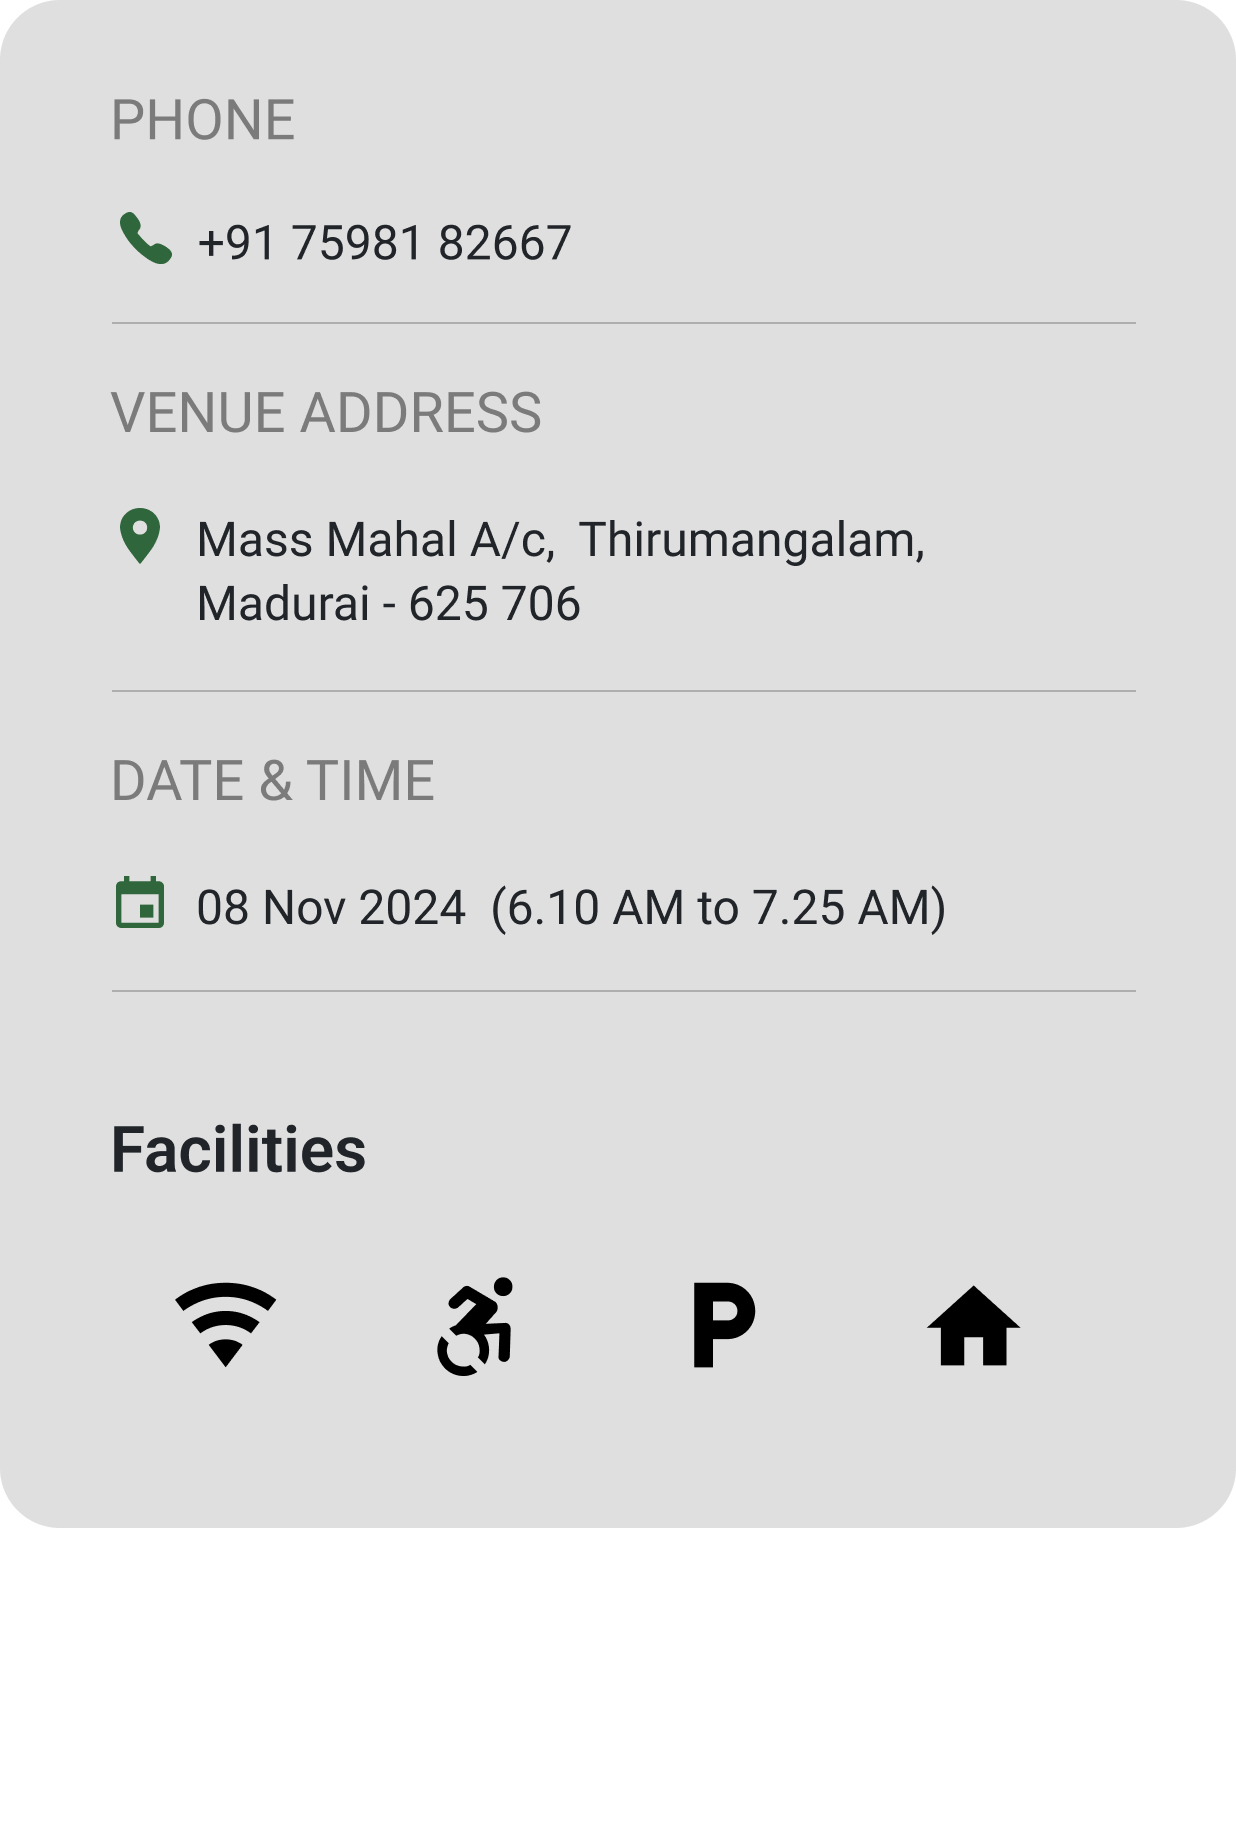 PHONE
+91 75981 82667
VENUE ADDRESS
Mass Mahal A/c,  Thirumangalam,
Madurai - 625 706
DATE & TIME
08 Nov 2024  (6.10 AM to 7.25 AM)
Facilities
P